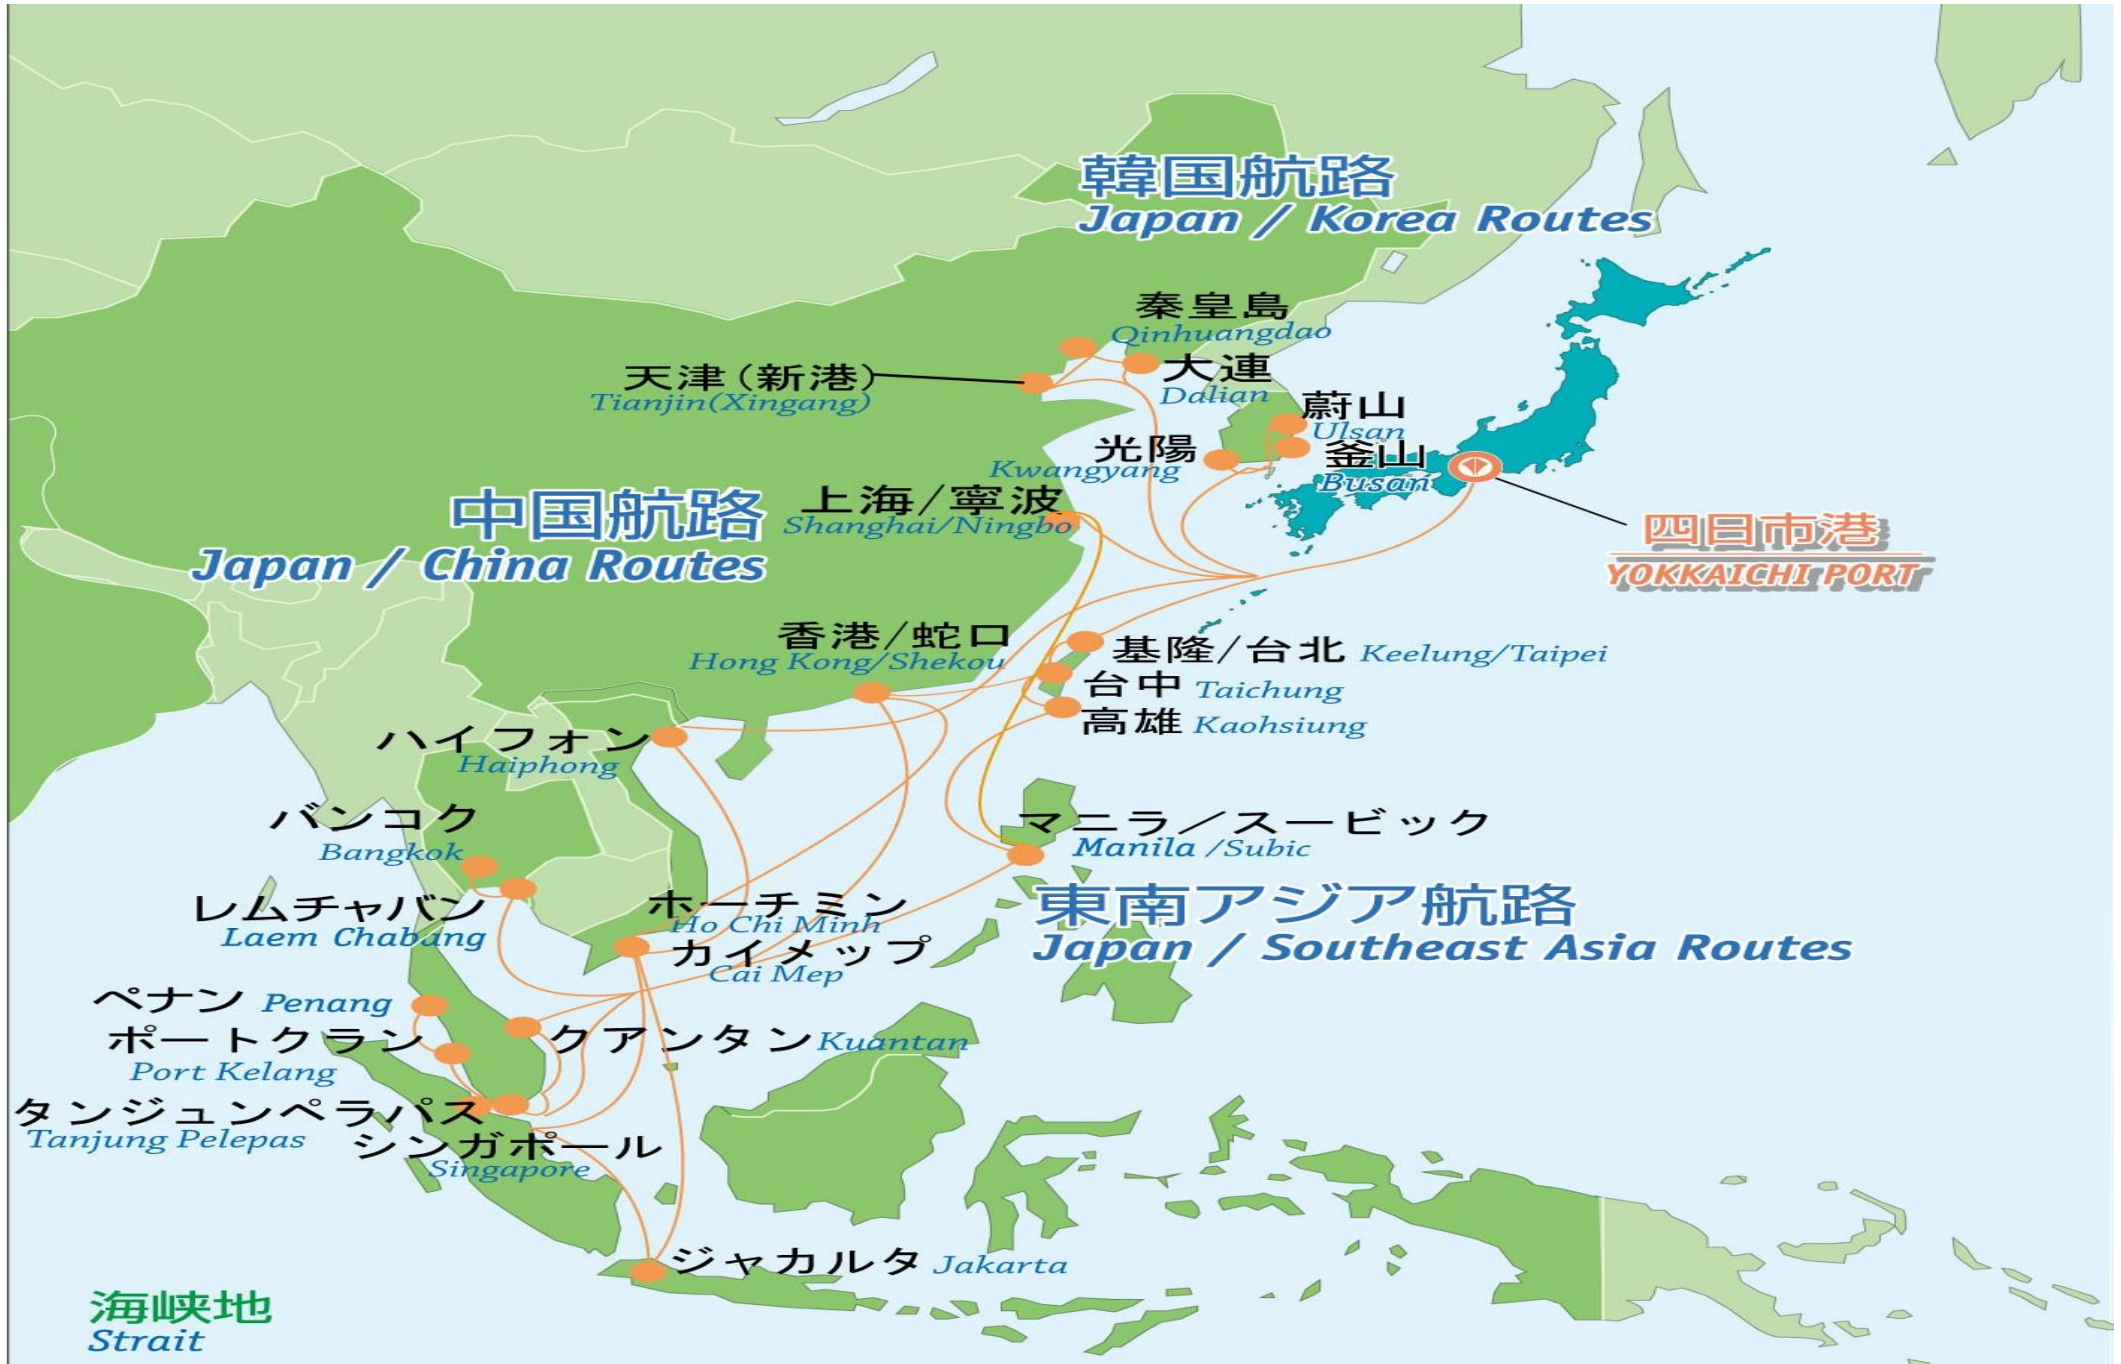 韓国航路
Japan / Korea Routes
秦皇島
Qinhuangdao
天津(新港)
Tianjin(Xingang)
大連
Dalian
蔚山
Ulsan
光陽
Kwangyang
釜山
Busan
中国航路
Japan / China Routes
上海/寧波
Shanghai/Ningbo
四日市港
YOKKAICHI PORT
香港/蛇口
Hong Kong/Shekou
基隆/台北 Keelung/Taipei
台中 Taichung
高雄 Kaohsiung
ハイフォン
Haiphong
バンコク
Bangkok
マニラ/スービック
Manila /Subic
レムチャバン
Laem Chabang
ホーチミン
Ho Chi Minh
カイメップ
Cai Mep
東南アジア航路
Japan / Southeast Asia Routes
ペナン Penang
ポートクラン
Port Kelang
クアンタン Kuantan
タンジュンペラパス
Tanjung Pelepas
シンガポール
Singapore
ジャカルタ Jakarta
海峡地
Strait